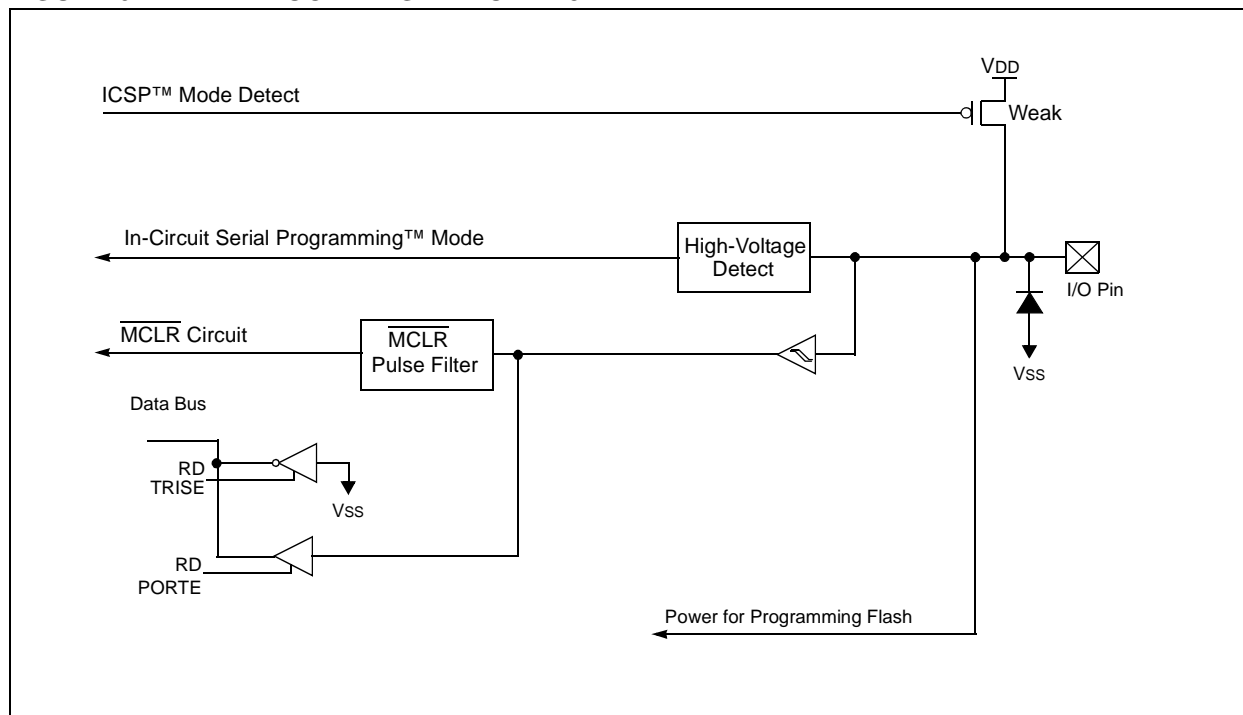 VDD
ICSP™ Mode Detect
Weak
In-Circuit Serial Programming™ Mode
High-Voltage
Detect
I/O Pin
MCLR Circuit
MCLR
Pulse Filter
VSS
Data Bus
RD
TRISE
VSS
RD
PORTE
Power for Programming Flash